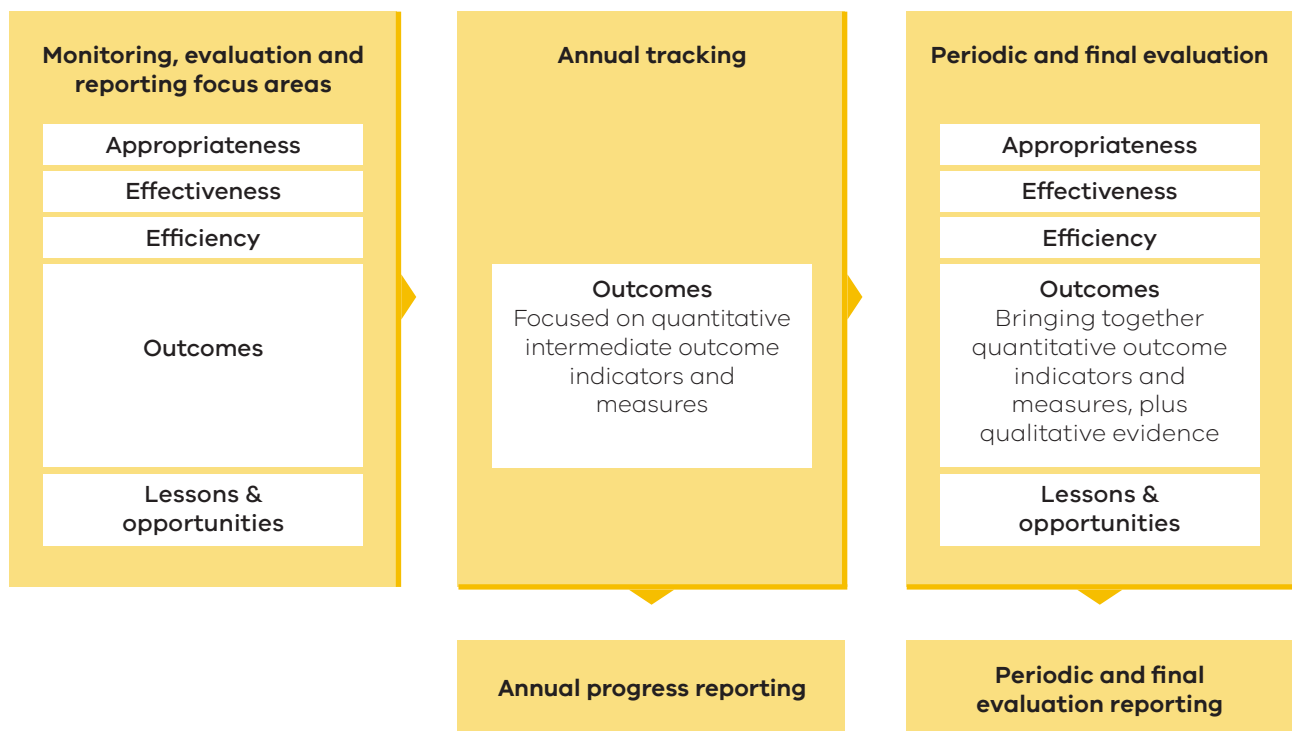 Monitoring, evaluation and
reporting focus areas
Appropriateness
Effectiveness
Efficiency
Outcomes
Lessons &
opportunities
Annual tracking
Outcomes
Focused on quantitative
intermediate outcome
indicators and
measures
Annual progress reporting
Periodic and final evaluation
Appropriateness
Effectiveness
Efficiency
Outcomes
Bringing together
quantitative outcome
indicators and
measures, plus
qualitative evidence
Lessons &
opportunities
Periodic and final
evaluation reporting